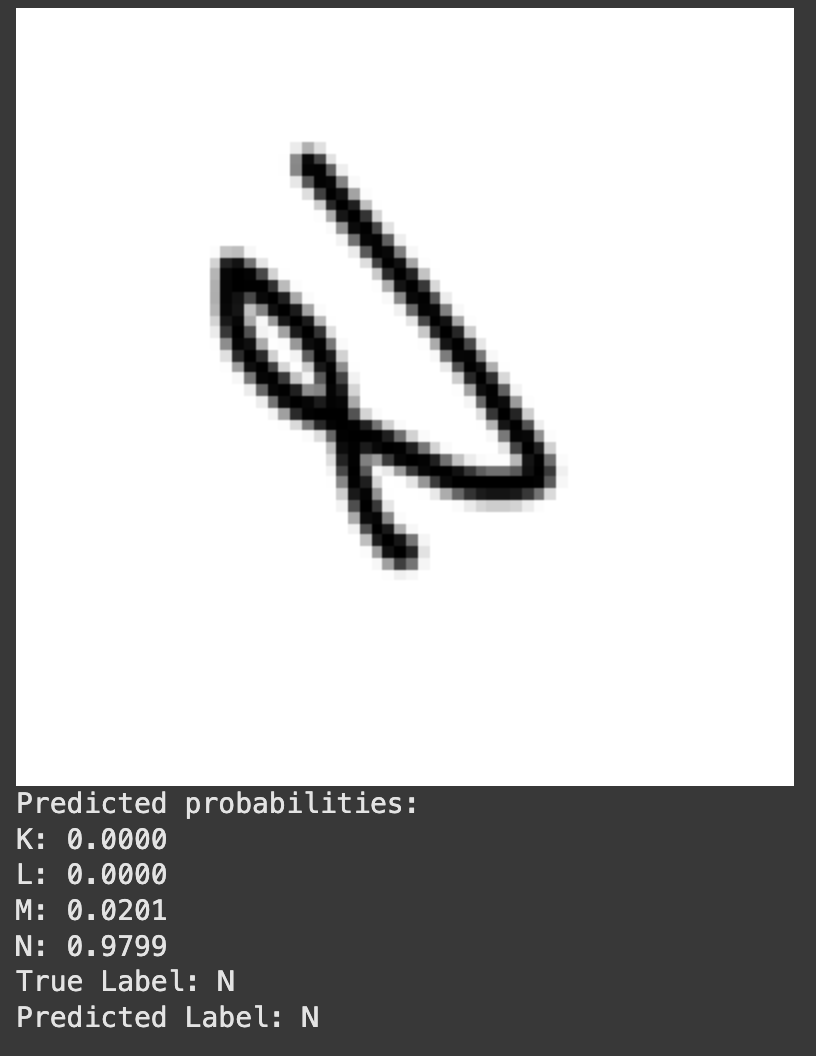 N
Predicted probabilities:
K: 0.0000
L: 0.0000
M: 0.0201
N: 0.9799
True Label: N
Predicted Label: N